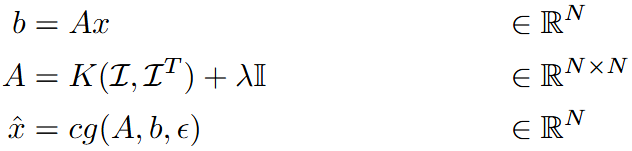 b = Ax ∈ ℝ^N
A = K(ℐ, ℐ^T) + λ𝕀 ∈ ℝ^{N×N}
x̂ = cg(A, b, ϵ) ∈ ℝ^N